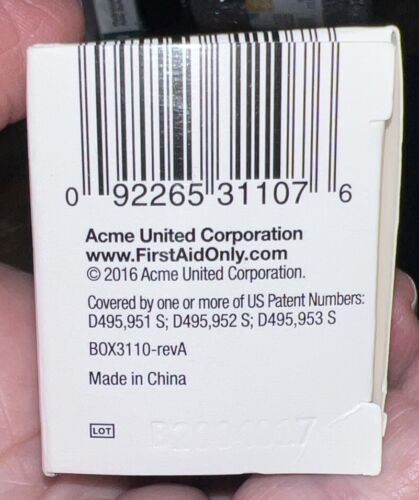 0 92265 31107 6
Acme United Corporation
www.FirstAidOnly.com
© 2016 Acme United Corporation.
Covered by one or more of US Patent Numbers:
D495,951 S; D495,952 S; D495,953 S
BOX3110-revA
Made in China
LOT